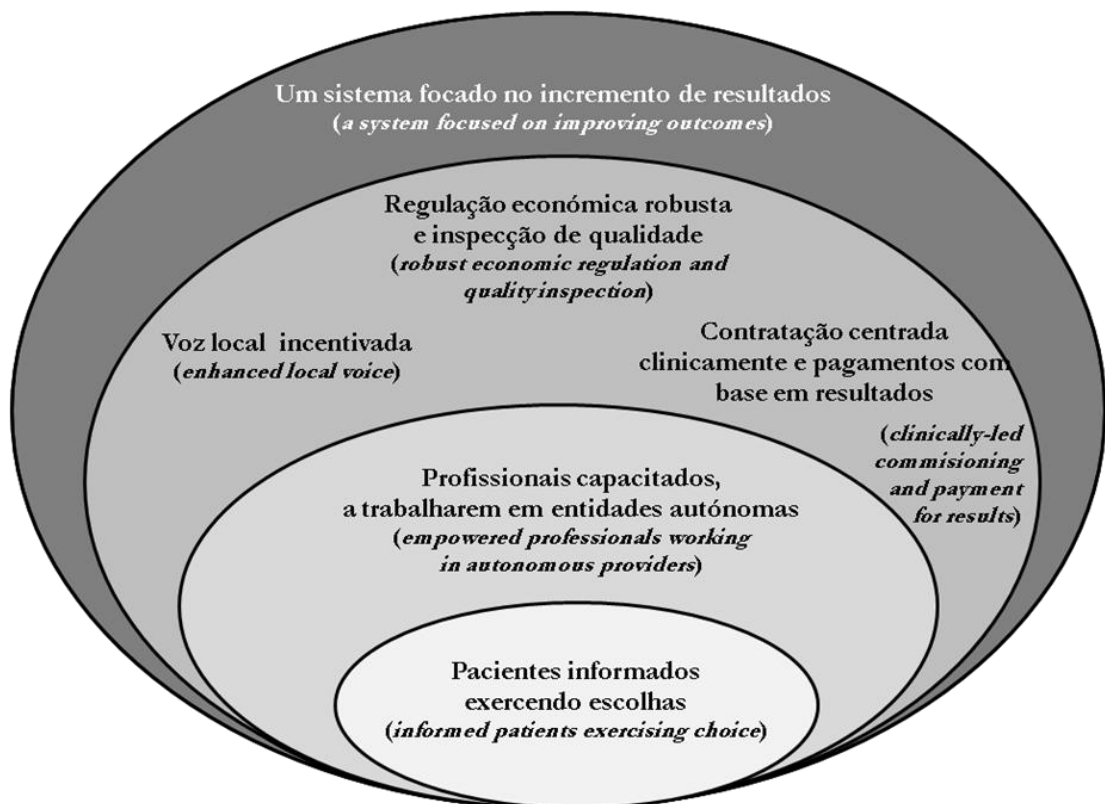 Um sistema focado no incremento de resultados
(a system focused on improving outcomes)
Regulação económica robusta
e inspecção de qualidade
(robust economic regulation and
quality inspection)
Voz local incentivada
(enhanced local voice)
Contratação centrada
clinicamente e pagamentos com
base em resultados
(clinically-led
commisioning
and payment
for results)
Profissionais capacitados,
a trabalharem em entidades autónomas
(empowered professionals working
in autonomous providers)
Pacientes informados
exercendo escolhas
(informed patients exercising choice)